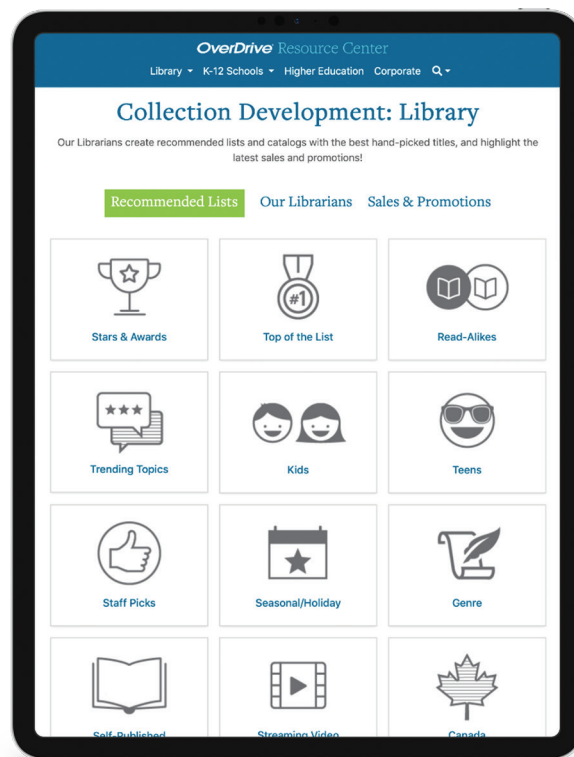 OverDrive Resource Center
Library K-12 Schools Higher Education Corporate
Collection Development: Library
Our Librarians create recommended lists and catalogs with the best hand-picked titles, and highlight the
latest sales and promotions!
Recommended Lists Our Librarians Sales & Promotions
#1
Stars & Awards Top of the List Read-Alikes
Trending Topics Kids Teens
Staff Picks Seasonal/Holiday Genre
Self-Published Streaming Video Canada